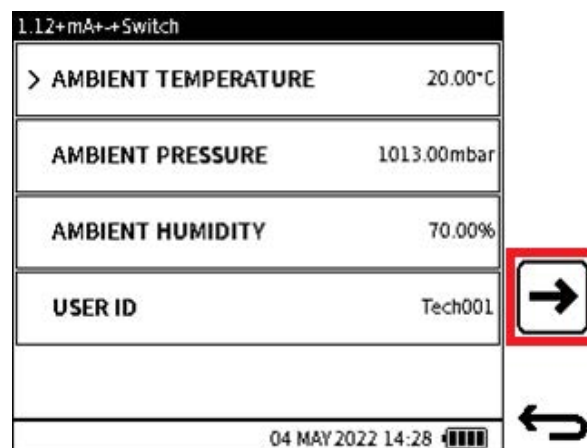 1.12+mA+-+Switch
> AMBIENT TEMPERATURE 20.00°C
AMBIENT PRESSURE 1013.00mbar
AMBIENT HUMIDITY 70.00%
USER ID Tech001
04 MAY 2022 14:28